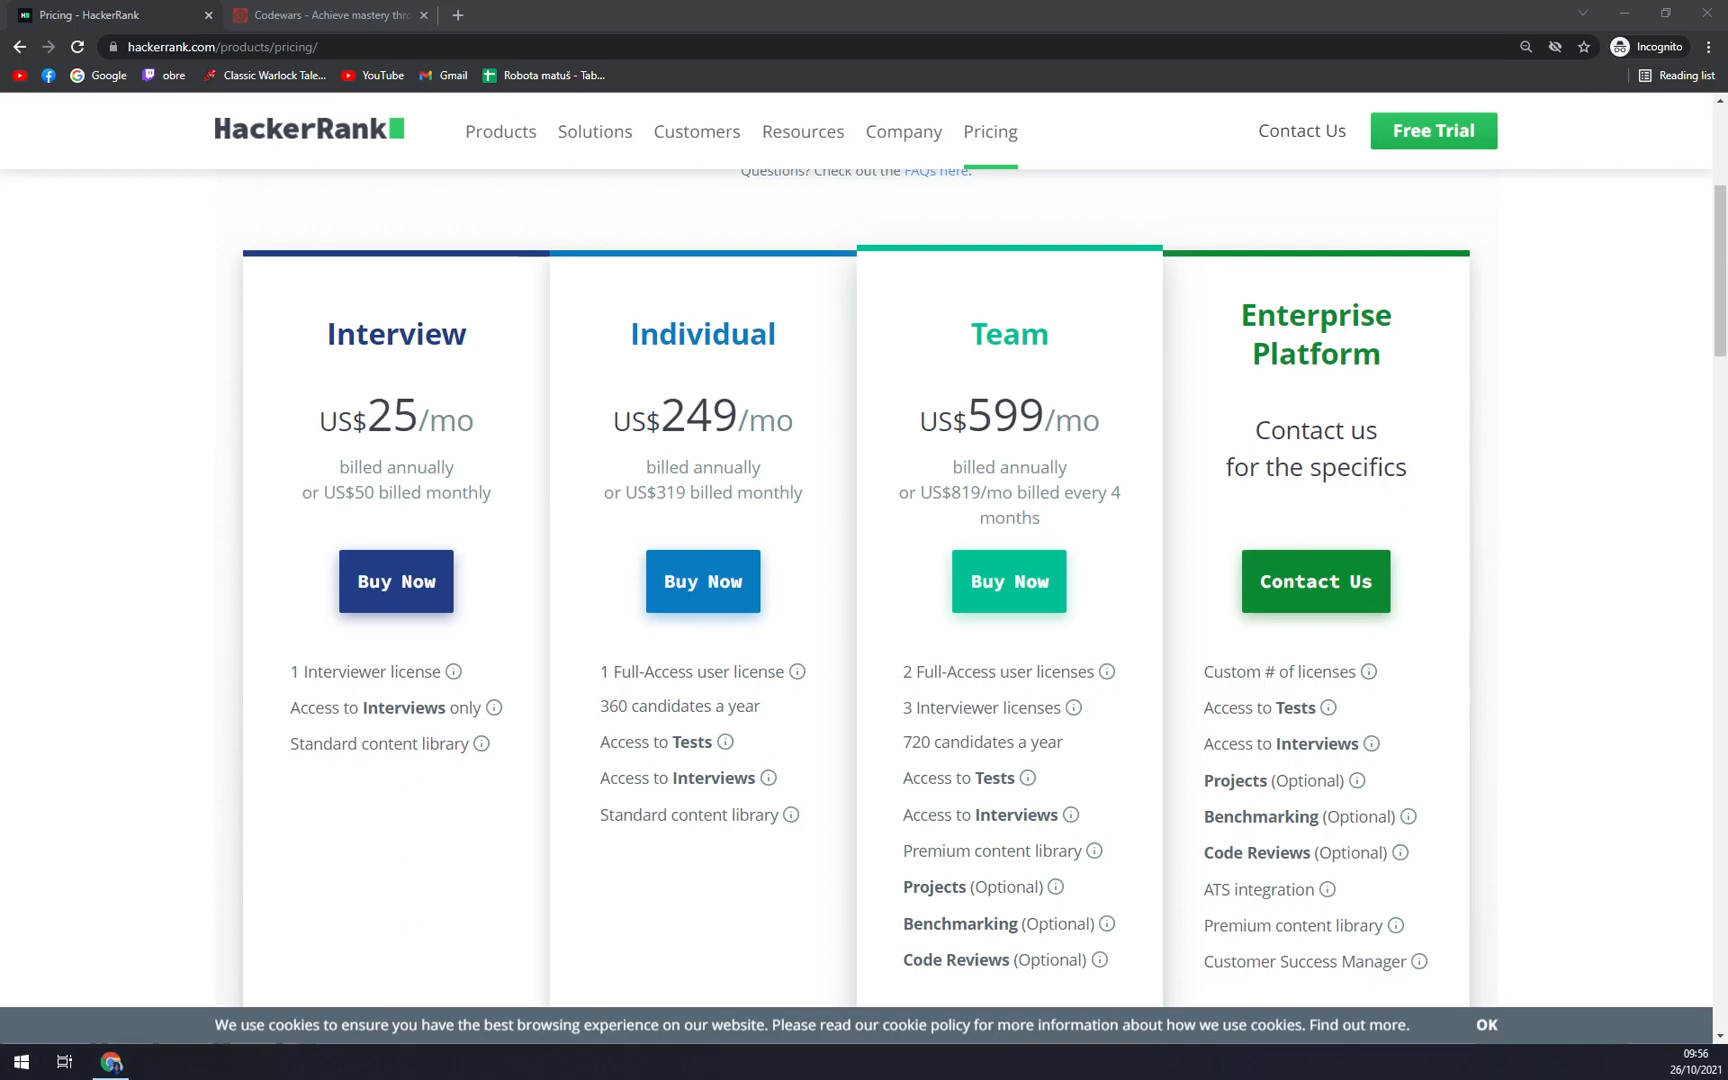 Pricing - HackerRank
Codewars - Achieve mastery thro
hackerrank.com/products/pricing/
Incognito
Google
obre
Classic Warlock Tale...
YouTube
Gmail
Robota matuš - Tab...
Reading list
HackerRank
Products
Solutions
Customers
Resources
Company
Pricing
Contact Us
Free Trial
Questions? Check out the FAQs here.
Interview
US$25/mo
billed annually
or US$50 billed monthly
Buy Now
1 Interviewer license
Access to Interviews only
Standard content library
Individual
US$249/mo
billed annually
or US$319 billed monthly
Buy Now
1 Full-Access user license
360 candidates a year
Access to Tests
Access to Interviews
Standard content library
Team
US$599/mo
billed annually
or US$819/mo billed every 4
months
Buy Now
2 Full-Access user licenses
3 Interviewer licenses
720 candidates a year
Access to Tests
Access to Interviews
Premium content library
Projects (Optional)
Benchmarking (Optional)
Code Reviews (Optional)
Enterprise
Platform
Contact us
for the specifics
Contact Us
Custom # of licenses
Access to Tests
Access to Interviews
Projects (Optional)
Benchmarking (Optional)
Code Reviews (Optional)
ATS integration
Premium content library
Customer Success Manager
We use cookies to ensure you have the best browsing experience on our website. Please read our cookie policy for more information about how we use cookies. Find out more.
OK
09:56
26/10/2021